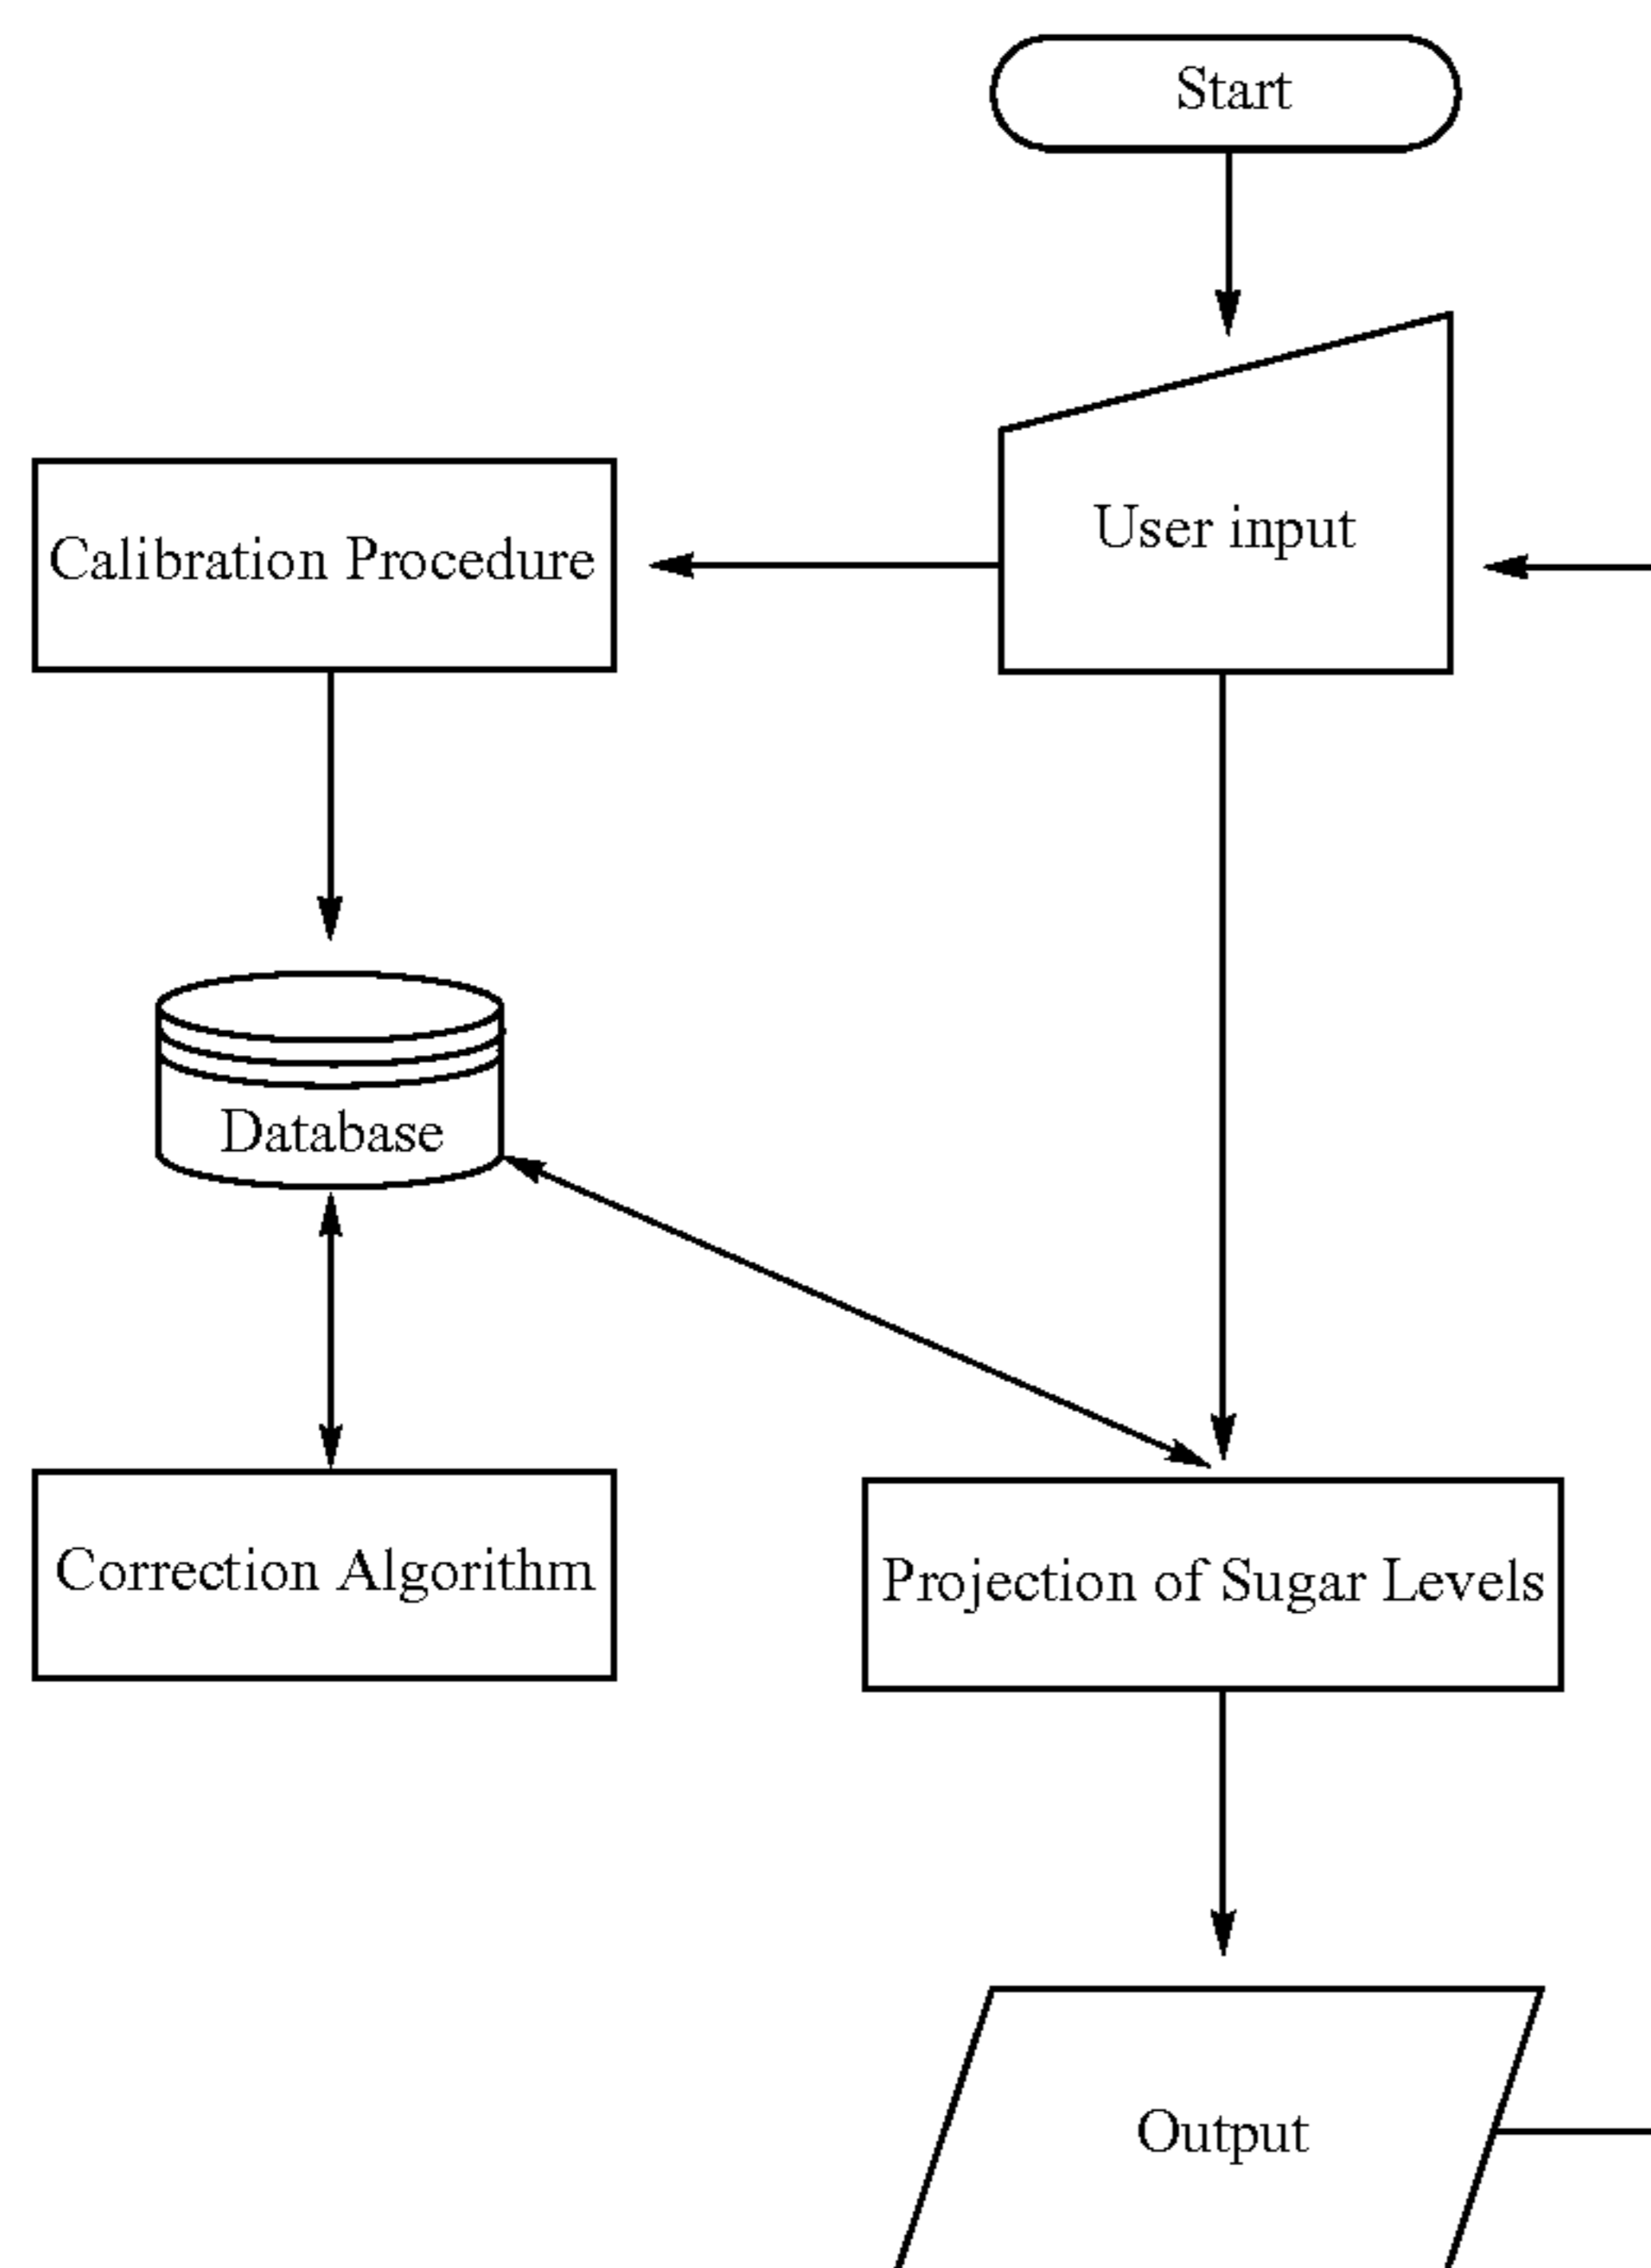 Start
User input
Calibration Procedure
Database
Correction Algorithm
Projection of Sugar Levels
Output